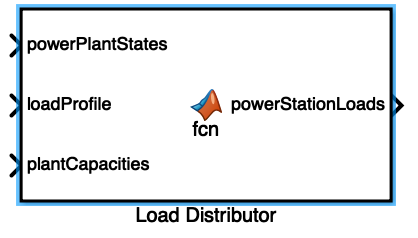 powerPlantStates
loadProfile
powerStationLoads
fcn
plantCapacities
Load Distributor